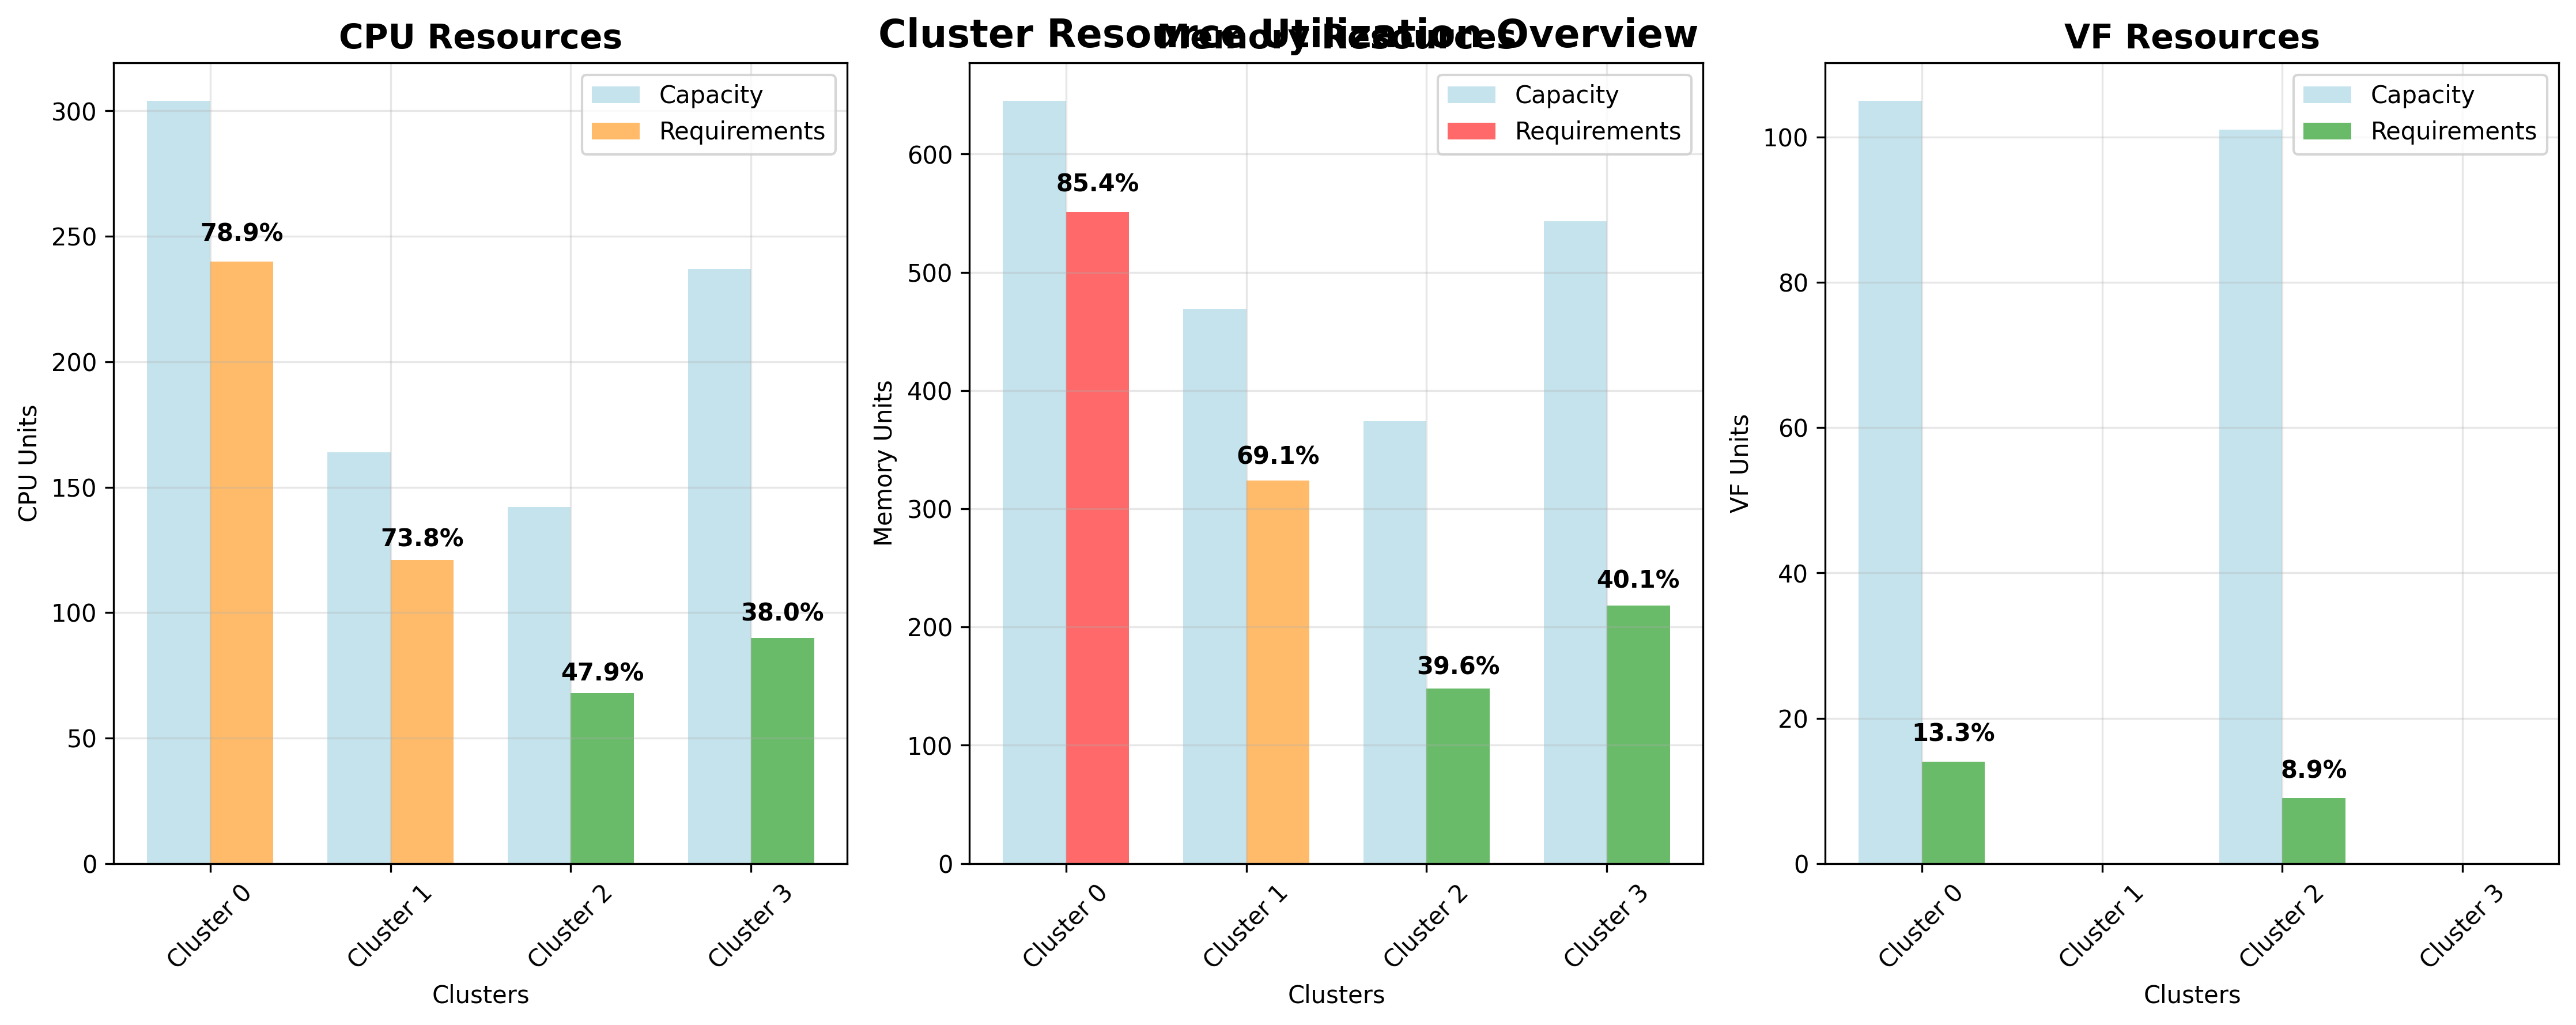 Cluster Resource Utilization Overview
CPU Resources
Capacity
Requirements
300
250
200
150
100
50
0
CPU Units
78.9%
73.8%
47.9%
38.0%
Cluster 0
Cluster 1
Cluster 2
Cluster 3
Clusters
Memory Resources
Capacity
Requirements
600
500
400
300
200
100
0
Memory Units
85.4%
69.1%
39.6%
40.1%
Cluster 0
Cluster 1
Cluster 2
Cluster 3
Clusters
VF Resources
Capacity
Requirements
100
80
60
40
20
0
VF Units
13.3%
8.9%
Cluster 0
Cluster 1
Cluster 2
Cluster 3
Clusters